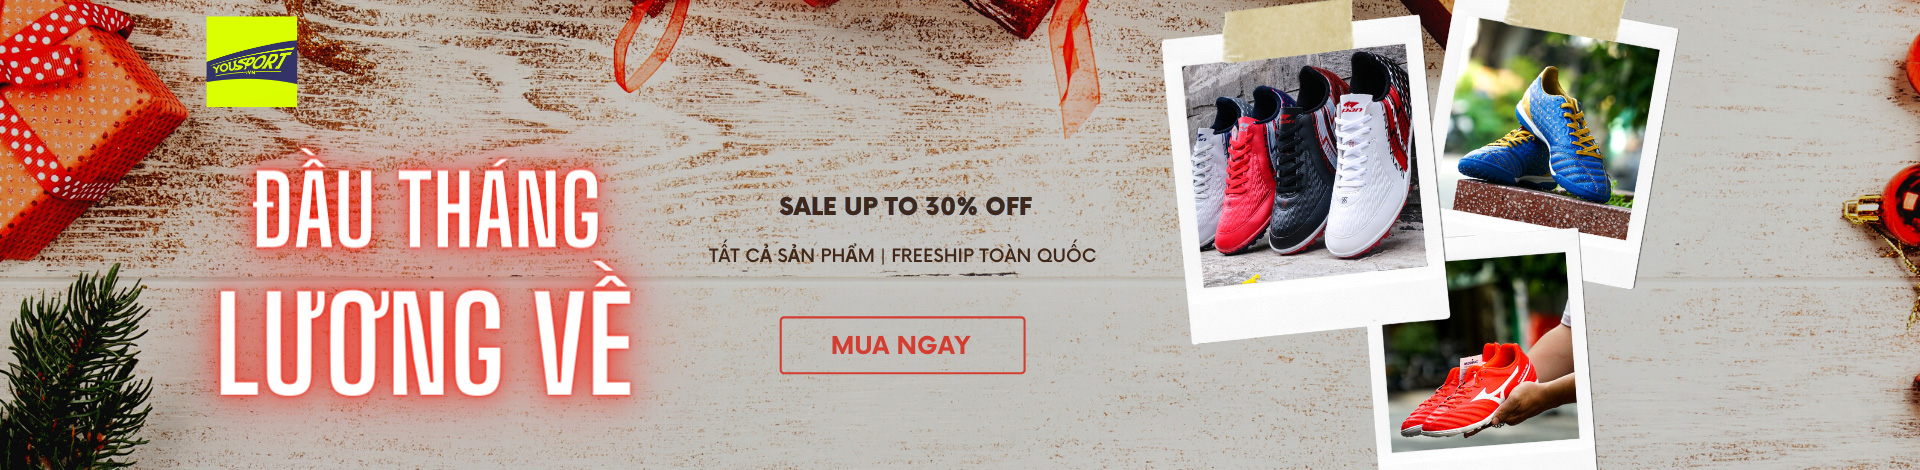 YOUSPORT
.VN
ĐẦU THÁNG
LƯƠNG VỀ
SALE UP TO 30% OFF
TẤT CẢ SẢN PHẨM | FREESHIP TOÀN QUỐC
MUA NGAY
pan